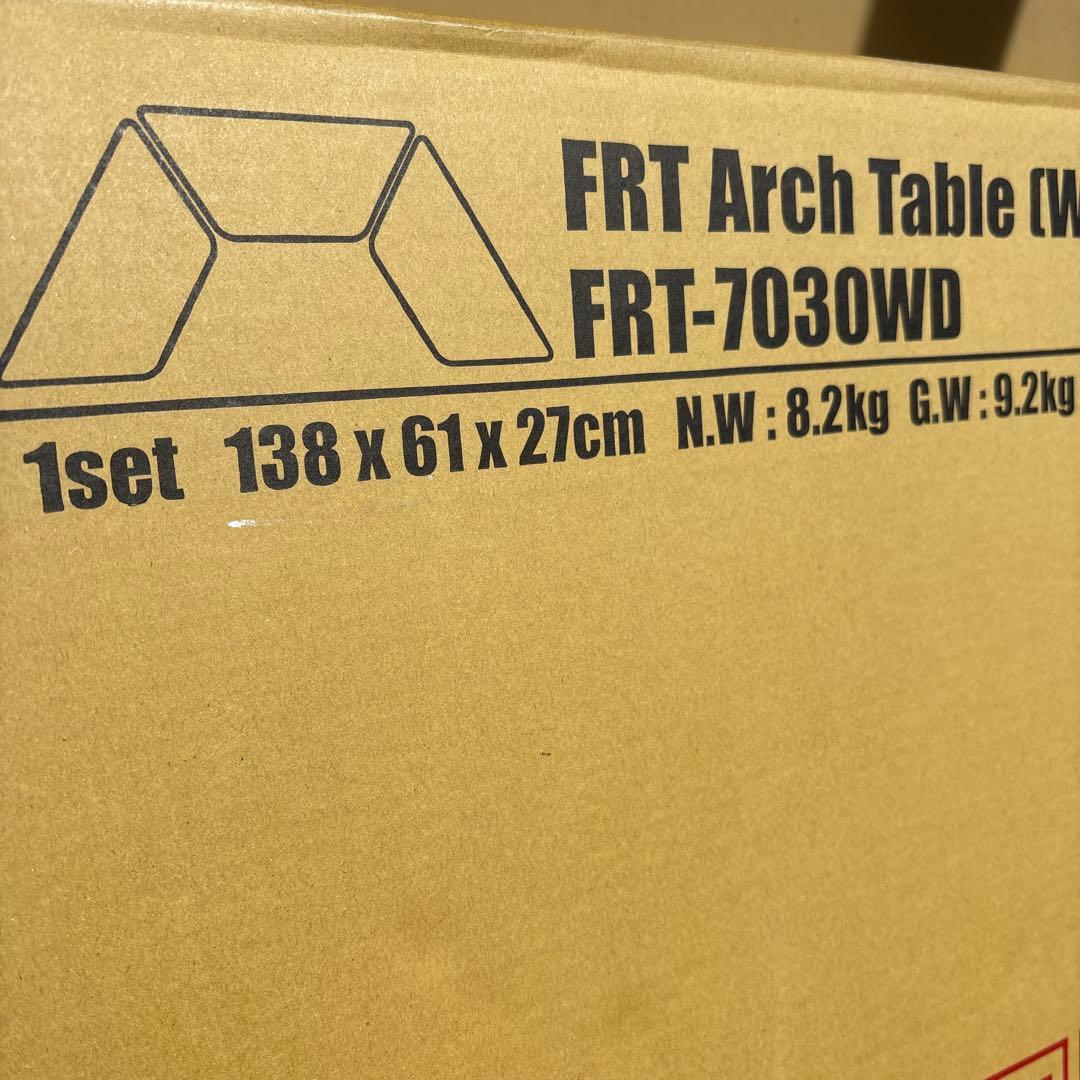 FRT Arch Table (W
FRT-7030WD
1set 138 x 61 x 27cm N.W : 8.2kg G.W : 9.2kg